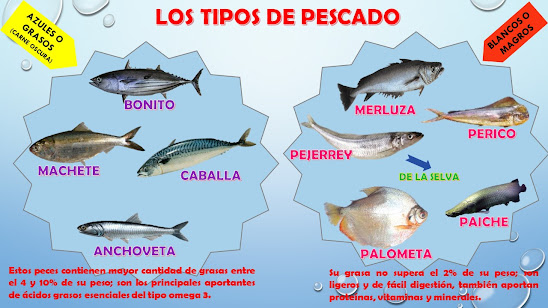 LOS TIPOS DE PESCADO
AZULES O
GRASOS
(CARNE OSCURA)
BLANCOS O
MAGROS
BONITO
MACHETE
CABALLA
ANCHOVETA
MERLUZA
PERICO
PEJERREY
DE LA SELVA
PAICHE
PALOMETA
Estos peces contienen mayor cantidad de grasas entre
el 4 y 10% de su peso; son los principales aportantes
de ácidos grasos esenciales del tipo omega 3.
Su grasa no supera el 2% de su peso; son
ligeros y de fácil digestión, también aportan
proteínas, vitaminas y minerales.